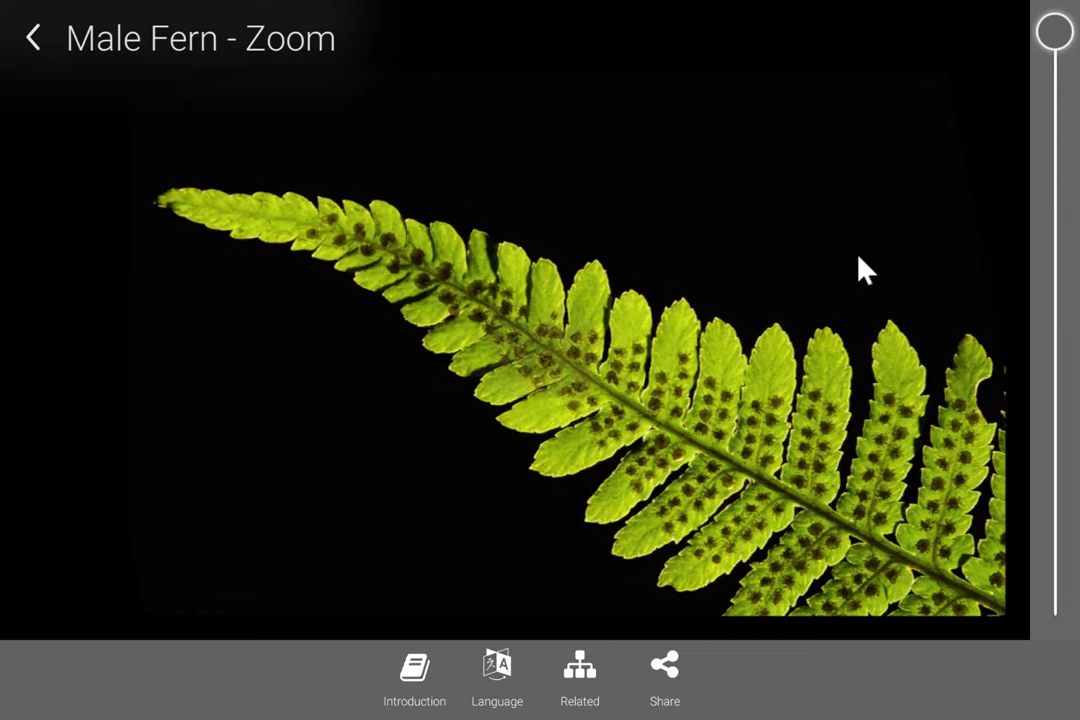 Male Fern - Zoom
Introduction
Language
Related
Share